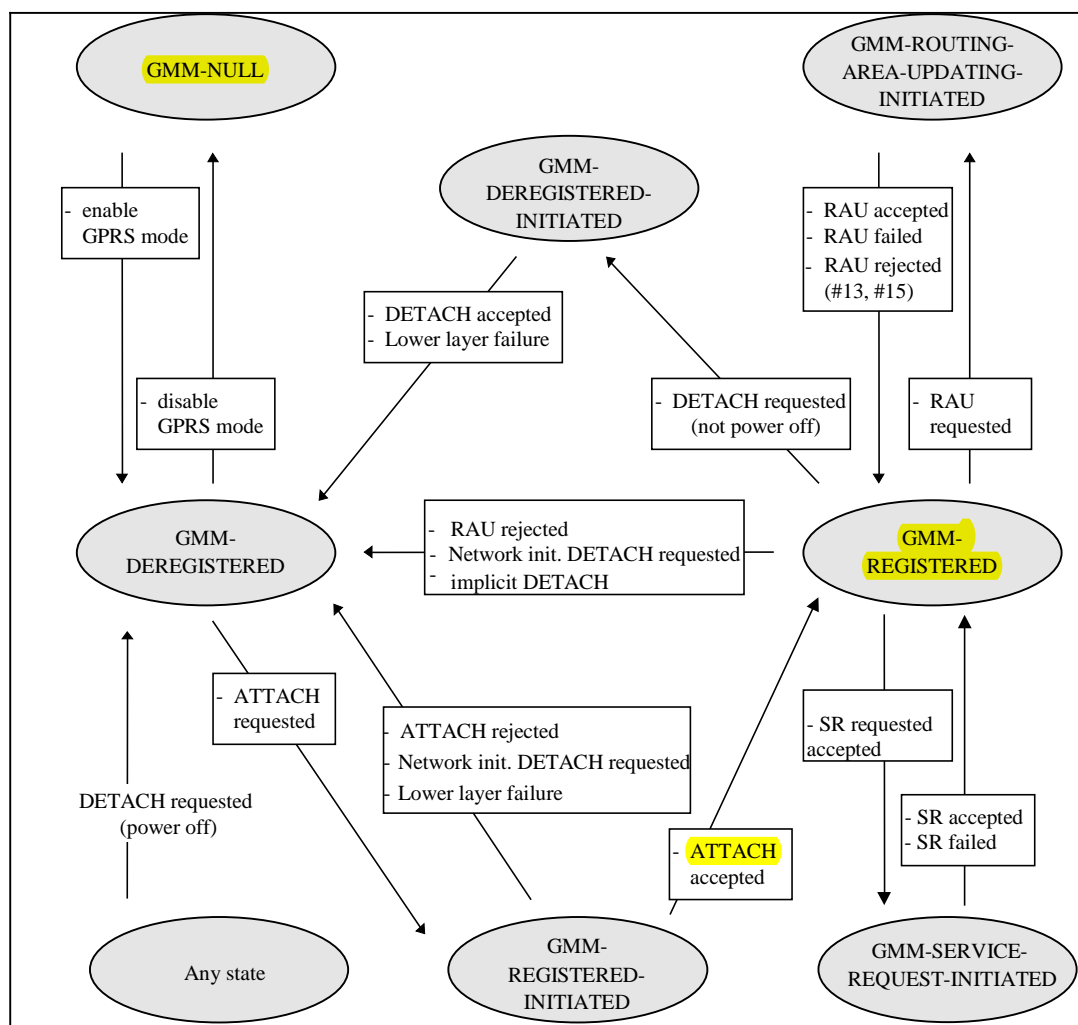 GMM-NULL
GMM-ROUTING-
AREA-UPDATING-
INITIATED
GMM-
DEREGISTERED-
INITIATED
- enable
GPRS mode
- RAU accepted
- RAU failed
- RAU rejected
(#13, #15)
- DETACH accepted
- Lower layer failure
- disable
GPRS mode
- DETACH requested
(not power off)
- RAU
requested
GMM-
DEREGISTERED
- RAU rejected
- Network init. DETACH requested
- implicit DETACH
GMM-
REGISTERED
- ATTACH
requested
- ATTACH rejected
- Network init. DETACH requested
- Lower layer failure
- SR requested
accepted
DETACH requested
(power off)
- ATTACH
accepted
- SR accepted
- SR failed
Any state
GMM-
REGISTERED-
INITIATED
GMM-SERVICE-
REQUEST-INITIATED